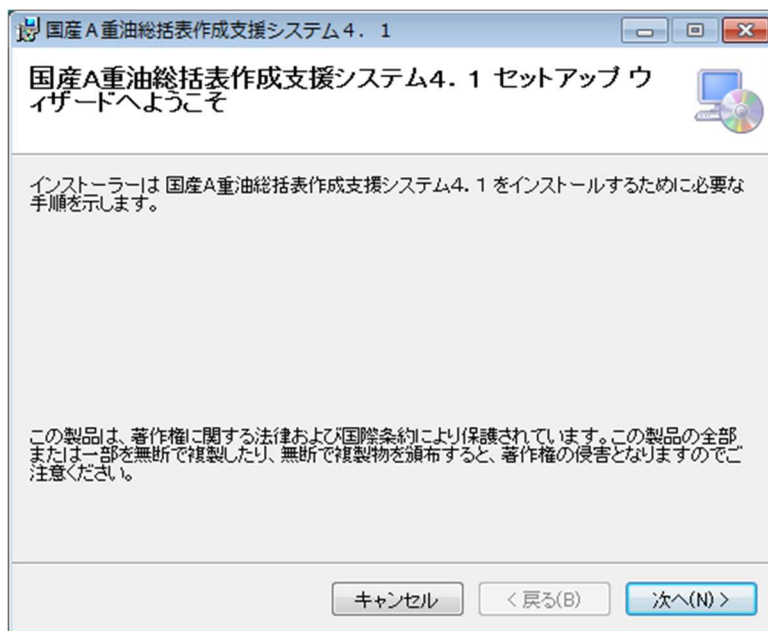 国産A重油総括表作成支援システム4．1
国産A重油総括表作成支援システム4．1 セットアップ ウ
ィザードへようこそ
インストーラーは 国産A重油総括表作成支援システム4．1 をインストールするために必要な
手順を示します。
この製品は、著作権に関する法律および国際条約により保護されています。この製品の全部
または一部を無断で複製したり、無断で複製物を頒布すると、著作権の侵害となりますのでご
注意ください。
キャンセル
< 戻る(B)
次へ(N) >